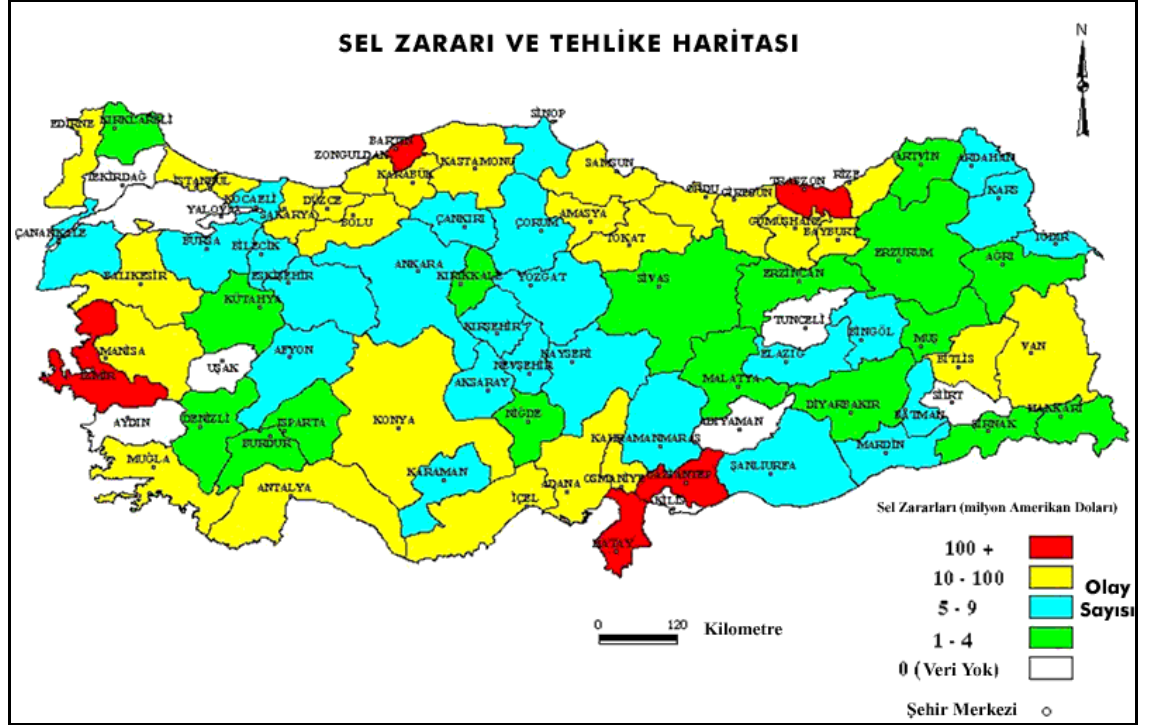 SEL ZARARI VE TEHLİKE HARİTASI
N
SİNOP
EDİRNE
KIRKLARELİ
BARTIN
ZONGULDAK
KASTAMONU
SAMSUN
ARTVİN
ARDAHAN
TEKİRDAĞ
İSTANBUL
KARABÜK
ORDU
GİRESUN
TRABZON
RİZE
KARS
YALOVA
KOCAELİ
SAKARYA
DÜZCE
BOLU
ÇANKIRI
ÇORUM
AMASYA
TOKAT
GÜMÜŞHANE
BAYBURT
ÇANAKKALE
BURSA
BİLECİK
ERZURUM
IĞDIR
BALIKESİR
ESKİŞEHİR
ANKARA
KIRIKKALE
YOZGAT
SİVAS
ERZİNCAN
AĞRI
KÜTAHYA
KIRŞEHİR
TUNCELİ
BİNGÖL
MUŞ
MANİSA
UŞAK
AFYON
NEVŞEHİR
KAYSERİ
ELAZIĞ
BİTLİS
VAN
İZMİR
AKSARAY
MALATYA
AYDIN
DENİZLİ
ISPARTA
BURDUR
KONYA
NİĞDE
ADIYAMAN
DİYARBAKIR
BATMAN
SİİRT
ŞIRNAK
HAKKARİ
MUĞLA
KAHRAMANMARAŞ
MARDİN
ANTALYA
KARAMAN
İÇEL
ADANA
OSMANİYE
GAZİANTEP
ŞANLIURFA
KİLİS
HATAY
Sel Zararları (milyon Amerikan Doları)
100 +
10 - 100
5 - 9
1 - 4
0 ( Veri Yok)
Olay
Sayısı
0 120
Kilometre
Şehir Merkezi